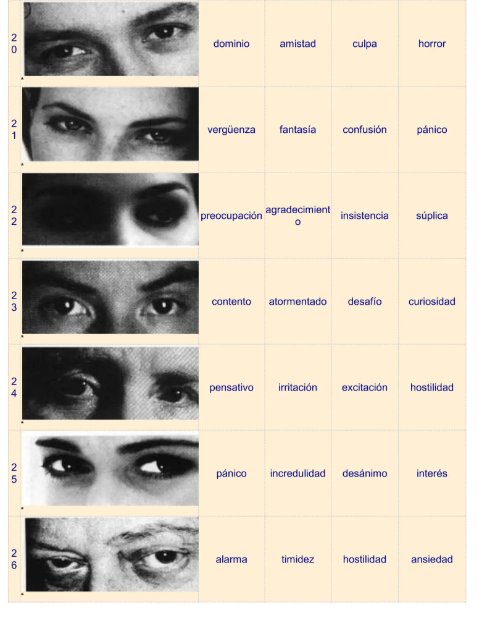 20 dominio amistad culpa horror
21 vergüenza fantasía confusión pánico
22 preocupación agradecimiento insistencia súplica
23 contento atormentado desafío curiosidad
24 pensativo irritación excitación hostilidad
25 pánico incredulidad desánimo interés
26 alarma timidez hostilidad ansiedad